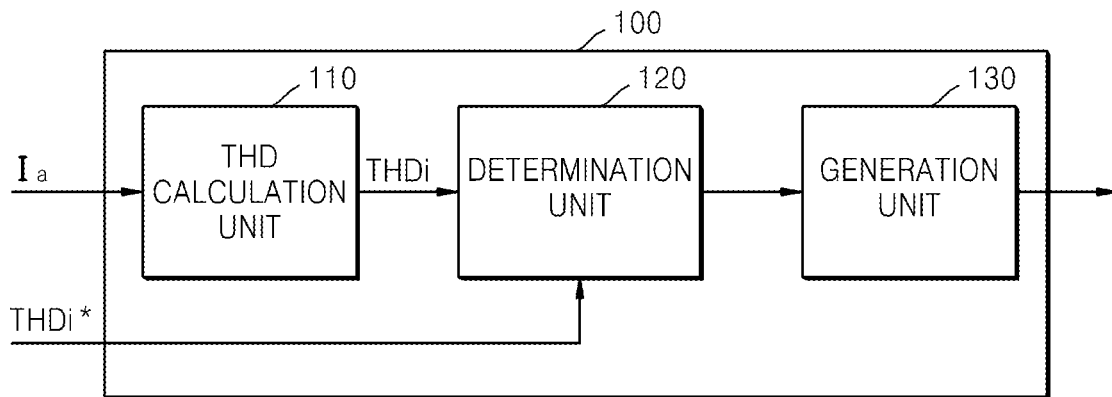 100
110
120
130
THD
CALCULATION
UNIT
DETERMINATION
UNIT
GENERATION
UNIT
Ia
THDi
THDi*